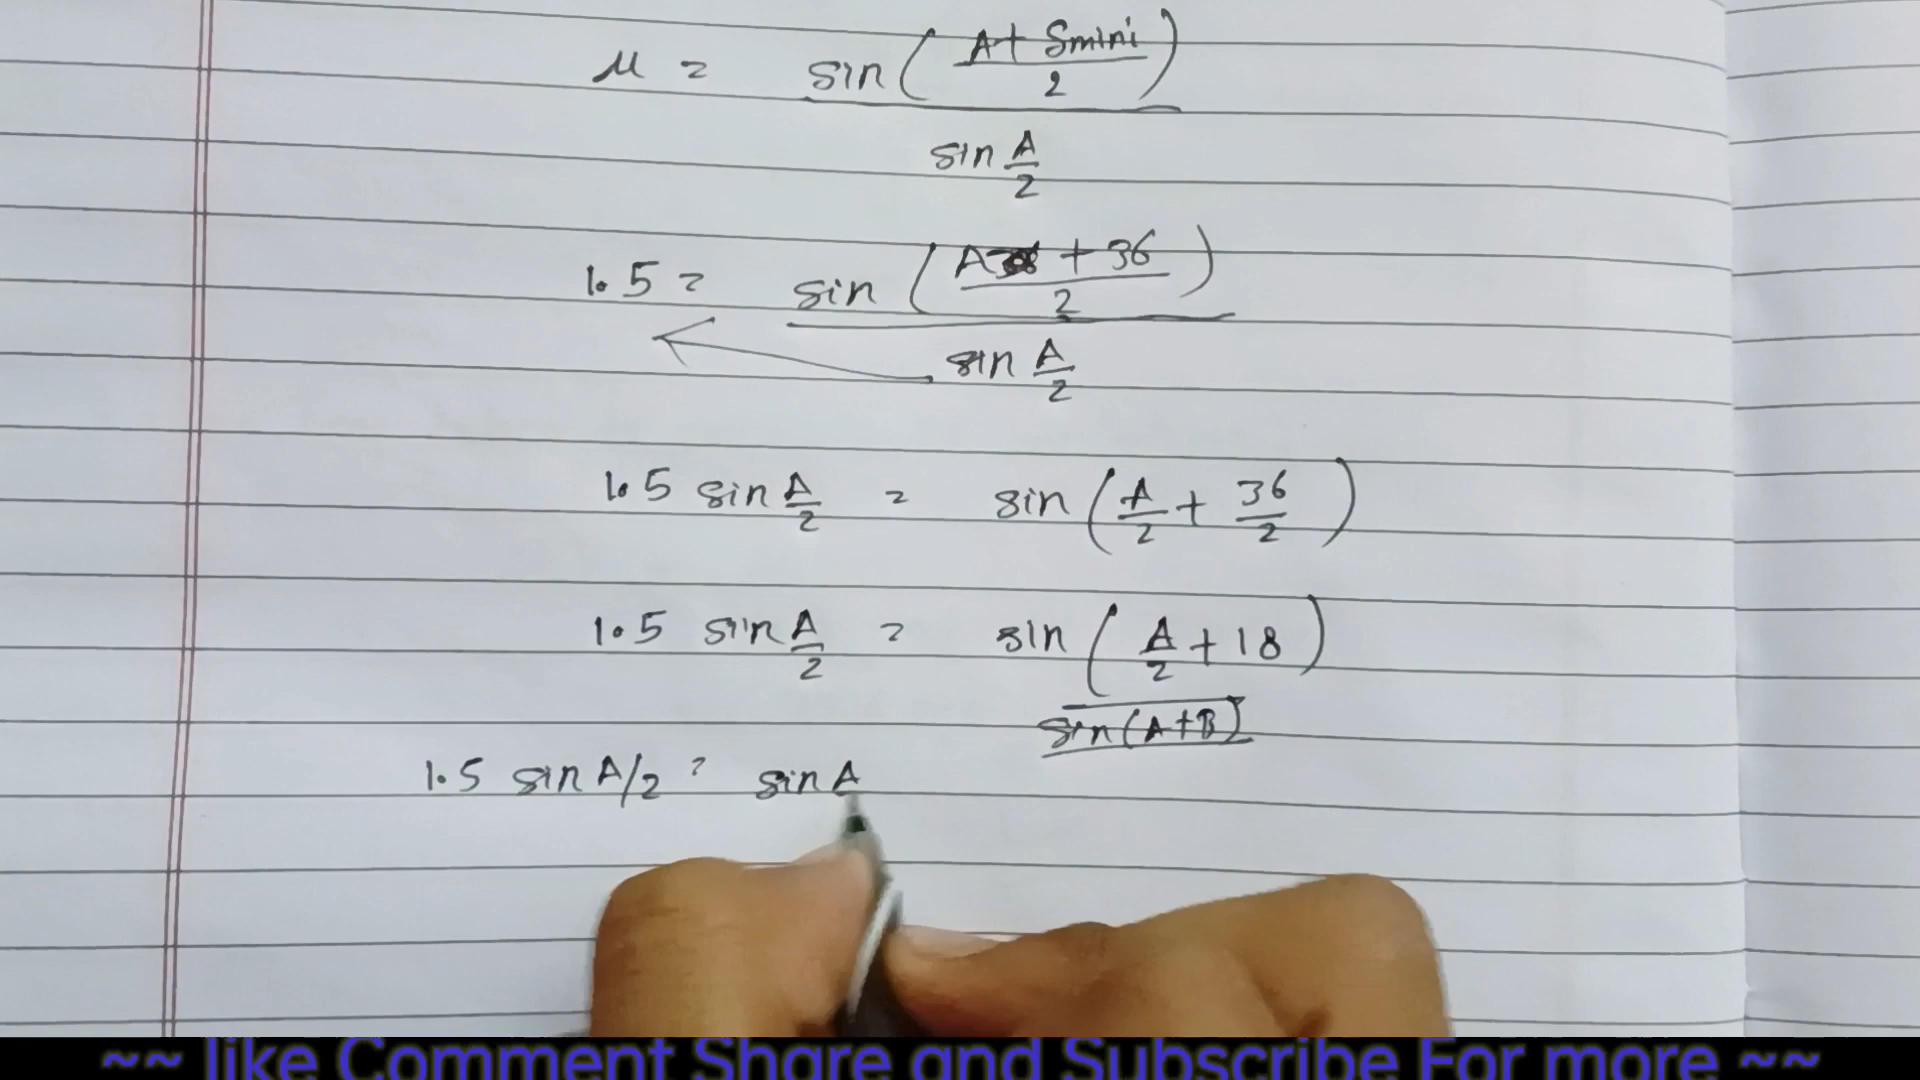 μ = sin(A + δmini / 2) / sin A/2
1.5 = sin(A + 36 / 2) / sin A/2
1.5 sin A/2 = sin(A/2 + 36/2)
1.5 sin A/2 = sin(A/2 + 18)
sin(A+B)
1.5 sin A/2 = sin A
~~ like Comment Share and Subscribe For more ~~